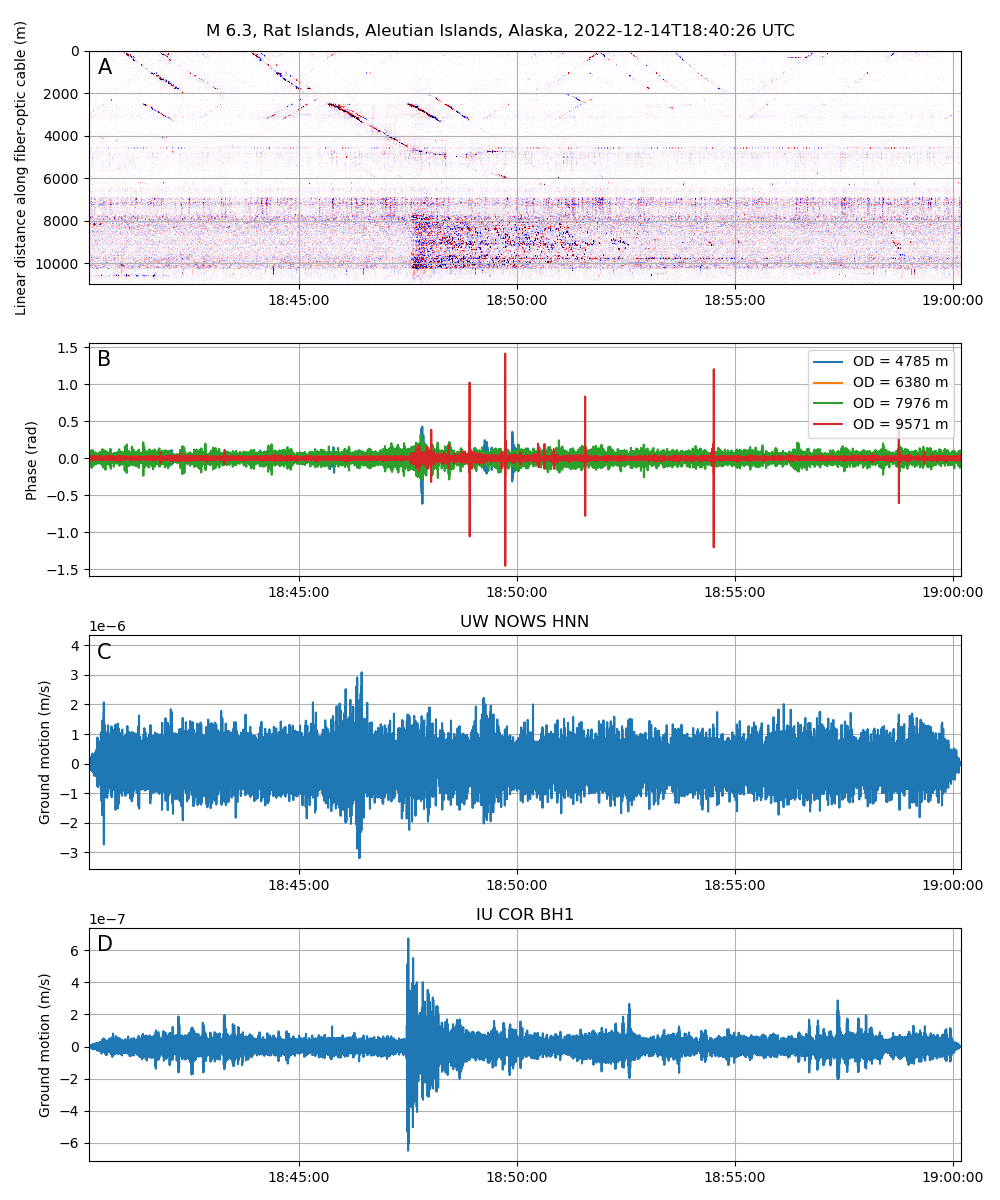 M 6.3, Rat Islands, Aleutian Islands, Alaska, 2022-12-14T18:40:26 UTC
Linear distance along fiber-optic cable (m)
A
0
2000
4000
6000
8000
10000
18:45:00 18:50:00 18:55:00 19:00:00
B
Phase (rad)
1.5
1.0
0.5
0.0
−0.5
−1.0
−1.5
OD = 4785 m
OD = 6380 m
OD = 7976 m
OD = 9571 m
18:45:00 18:50:00 18:55:00 19:00:00
UW NOWS HNN
1e−6
C
Ground motion (m/s)
4
3
2
1
0
−1
−2
−3
18:45:00 18:50:00 18:55:00 19:00:00
IU COR BH1
1e−7
D
Ground motion (m/s)
6
4
2
0
−2
−4
−6
18:45:00 18:50:00 18:55:00 19:00:00